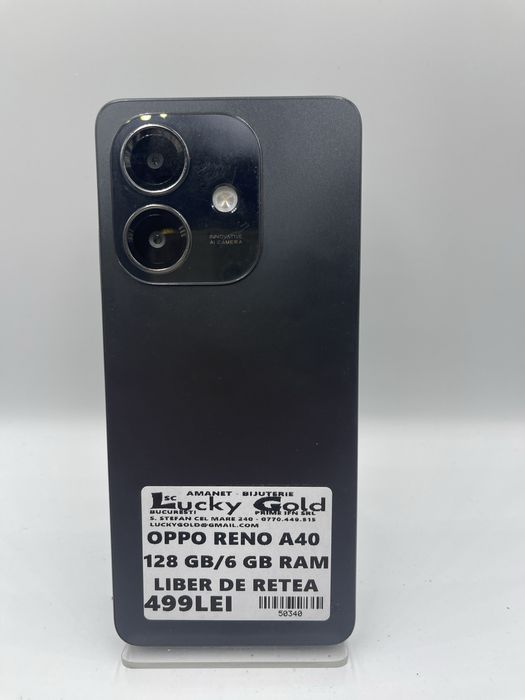 INNOVATIVE
AI CAMERA
AMANET - BIJUTERIE
SC Lucky Gold
BUCURESTI PRIME IFN SRL
S. STEFAN CEL MARE 240 - 0770.449.515
LUCKYGOLD@GMAIL.COM
OPPO RENO A40
128 GB/6 GB RAM
LIBER DE RETEA
499LEI
50340